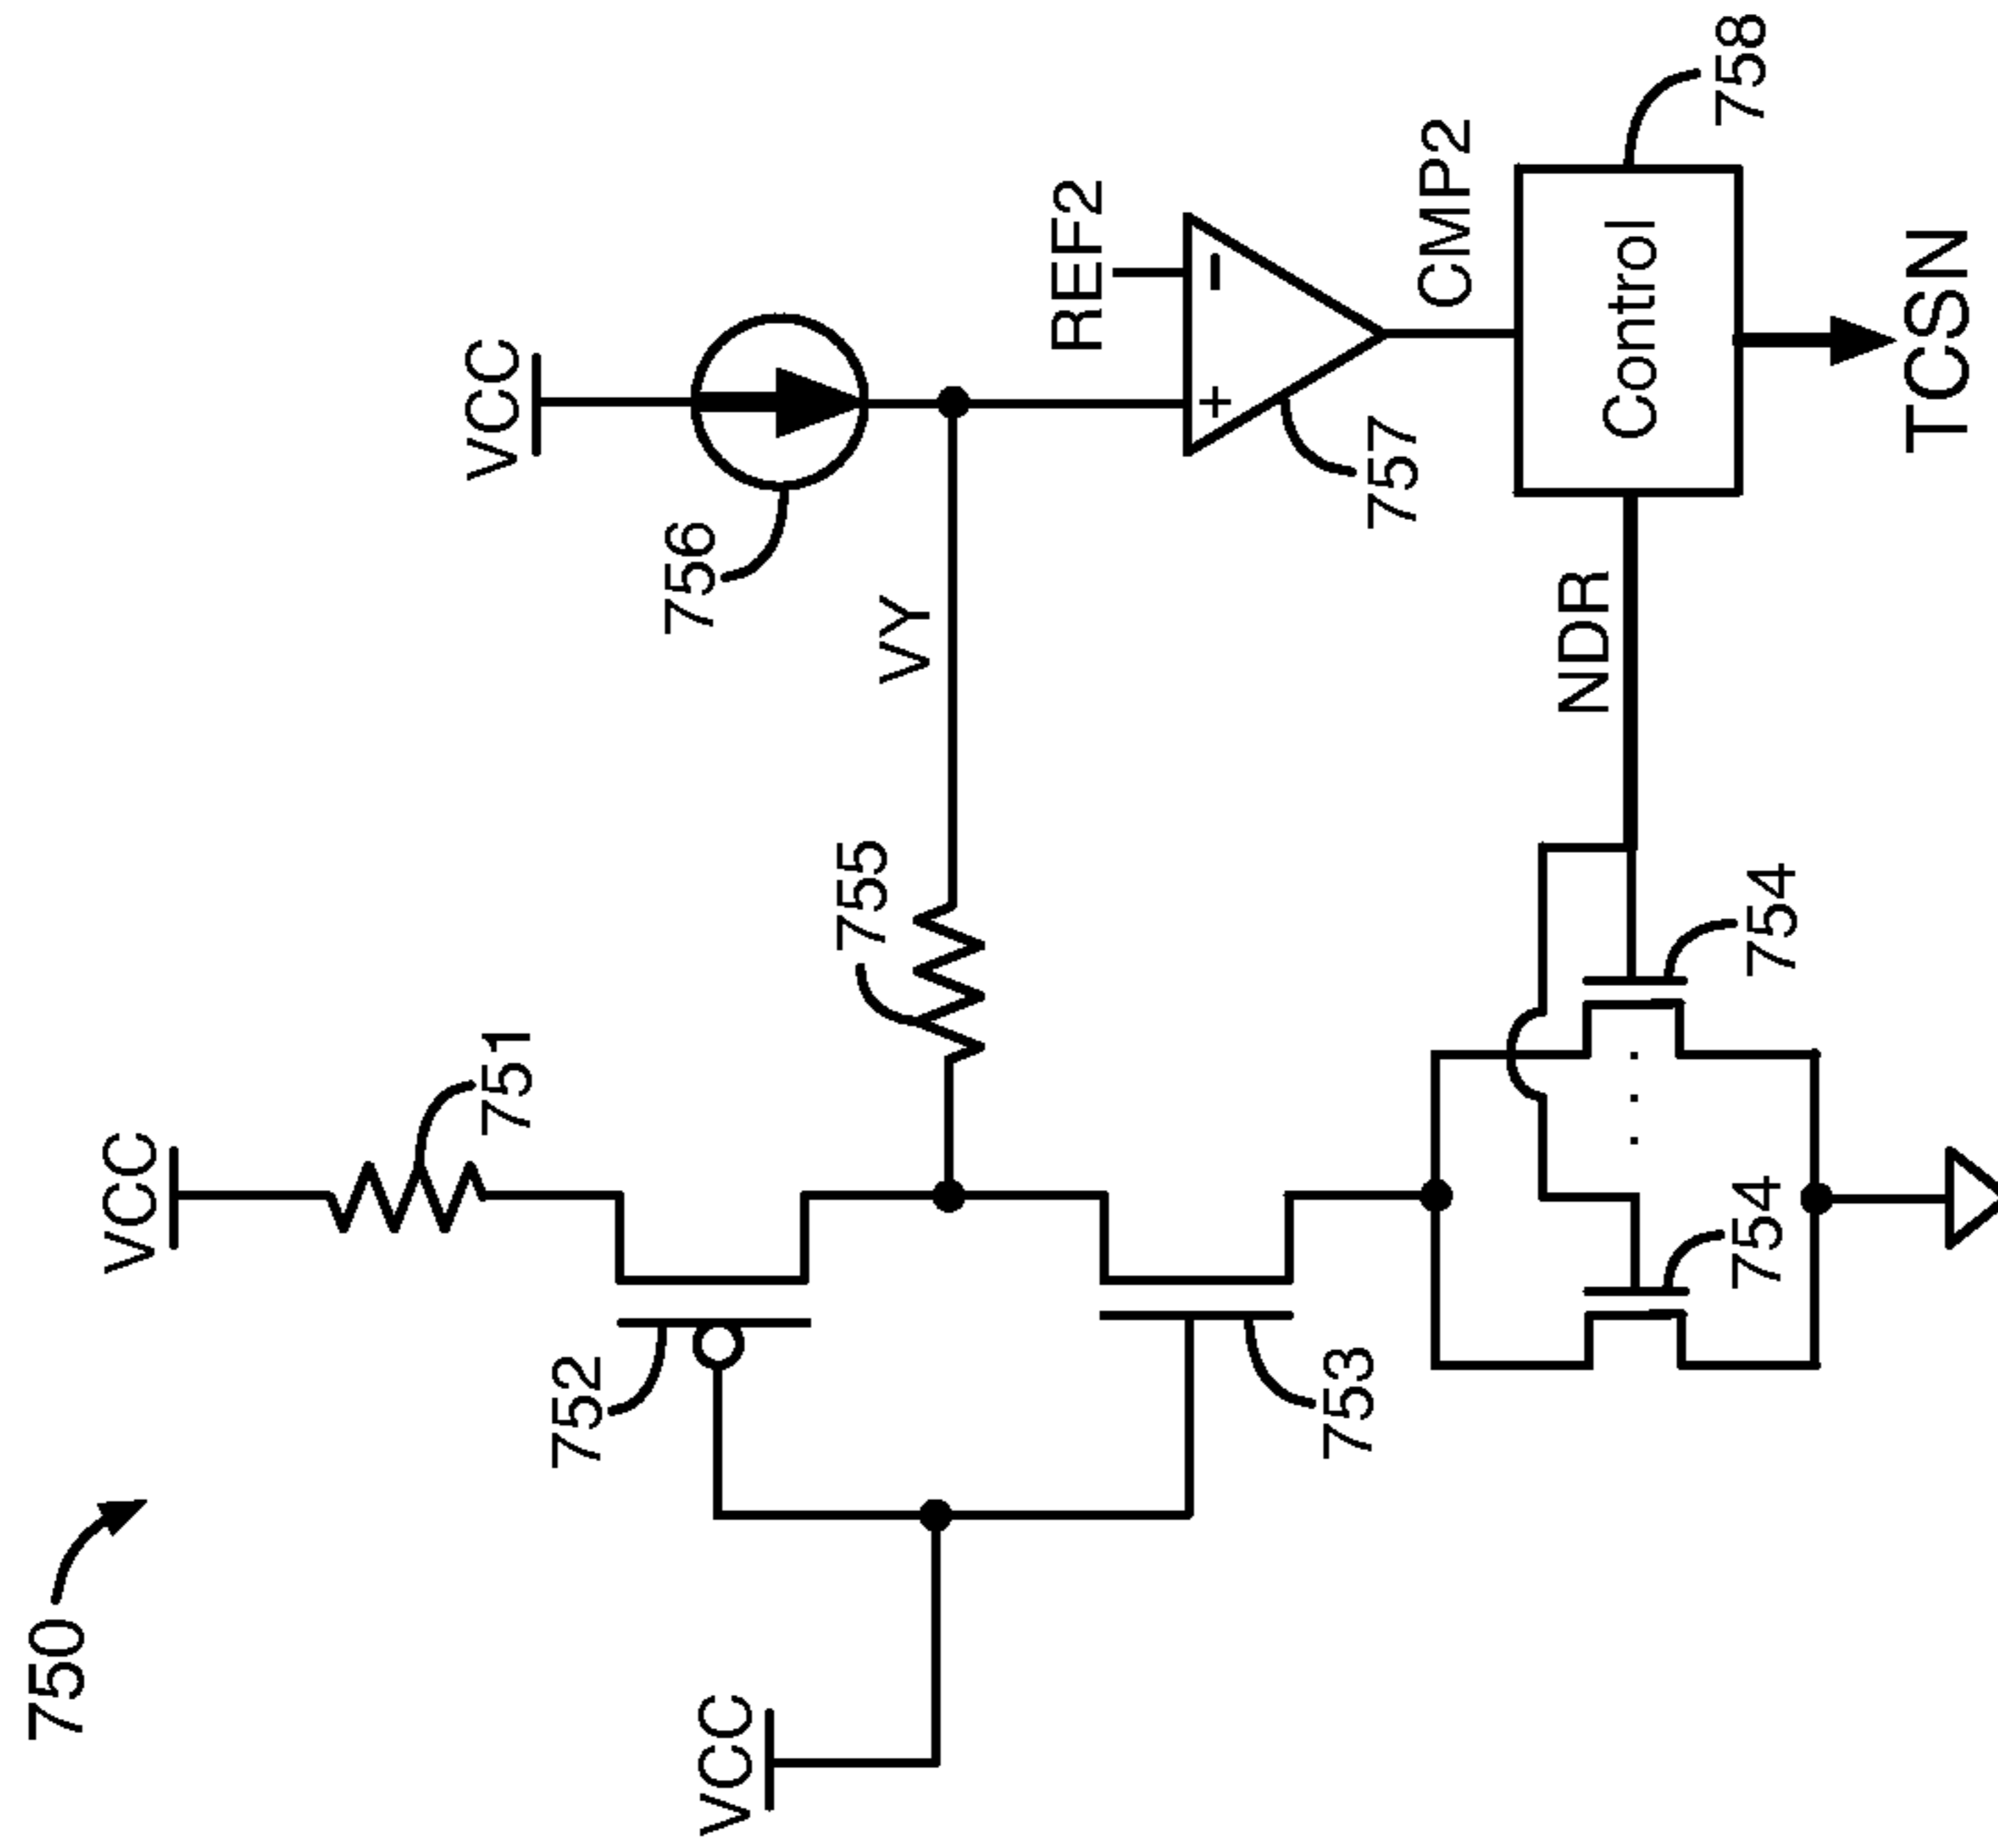 750
VCC
751
752
VCC
753
755
VY
VCC
756
REF2
757
CMP2
Control
758
NDR
754
754
TCSN
+
. . .